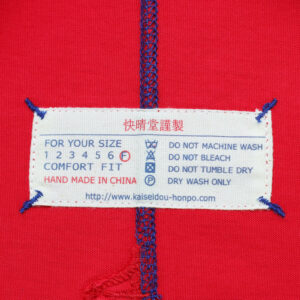 快晴堂謹製
FOR YOUR SIZE
1 2 3 4 5 6 F
COMFORT FIT
HAND MADE IN CHINA
DO NOT MACHINE WASH
DO NOT BLEACH
DO NOT TUMBLE DRY
DRY WASH ONLY
http://www.kaiseldou-honpo.com